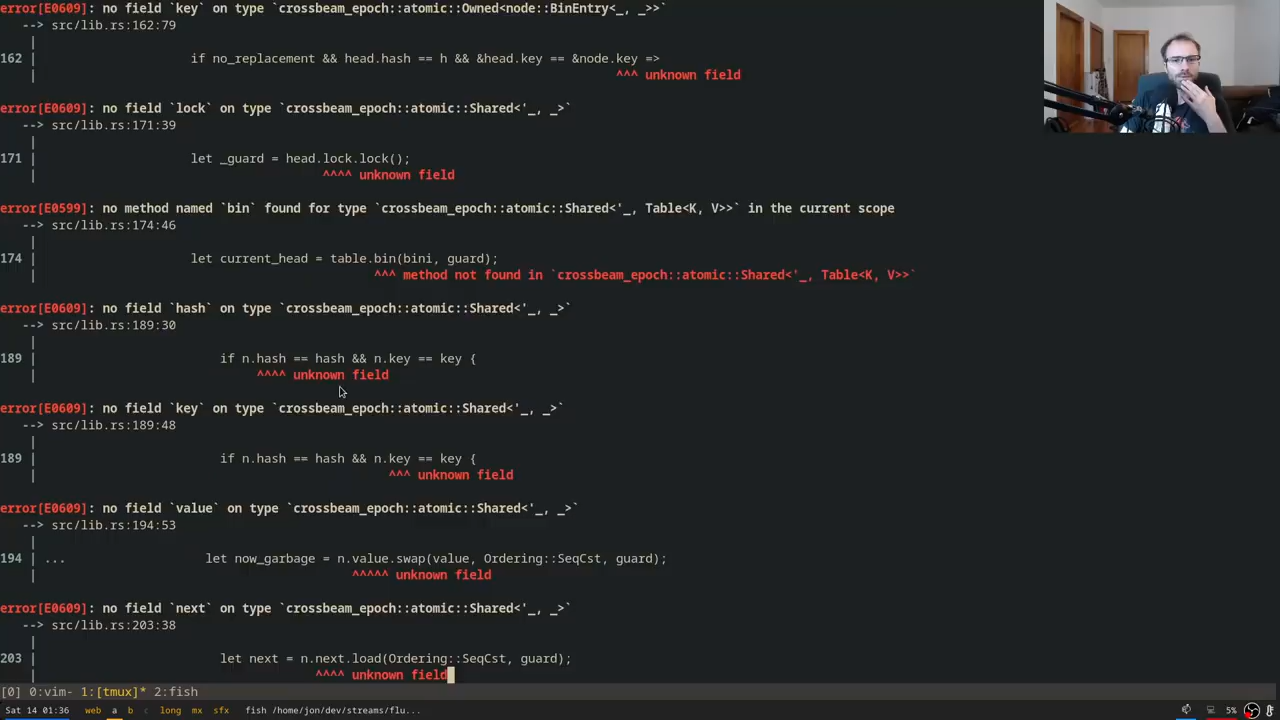 error[E0609]: no field `key` on type `crossbeam_epoch::atomic::Owned<node::BinEntry<_, _>>`
--> src/lib.rs:162:79
|
162 | if no_replacement && head.hash == h && &head.key == &node.key =>
| ^^^ unknown field
error[E0609]: no field `lock` on type `crossbeam_epoch::atomic::Shared<'_, _>`
--> src/lib.rs:171:39
|
171 | let _guard = head.lock.lock();
| ^^^^ unknown field
error[E0599]: no method named `bin` found for type `crossbeam_epoch::atomic::Shared<'_, Table<K, V>>` in the current scope
--> src/lib.rs:174:46
|
174 | let current_head = table.bin(bini, guard);
| ^^^ method not found in `crossbeam_epoch::atomic::Shared<'_, Table<K, V>>`
error[E0609]: no field `hash` on type `crossbeam_epoch::atomic::Shared<'_, _>`
--> src/lib.rs:189:30
|
189 | if n.hash == hash && n.key == key {
| ^^^^ unknown field
error[E0609]: no field `key` on type `crossbeam_epoch::atomic::Shared<'_, _>`
--> src/lib.rs:189:48
|
189 | if n.hash == hash && n.key == key {
| ^^^ unknown field
error[E0609]: no field `value` on type `crossbeam_epoch::atomic::Shared<'_, _>`
--> src/lib.rs:194:53
|
194 | ... let now_garbage = n.value.swap(value, Ordering::SeqCst, guard);
| ^^^^^ unknown field
error[E0609]: no field `next` on type `crossbeam_epoch::atomic::Shared<'_, _>`
--> src/lib.rs:203:38
|
203 | let next = n.next.load(Ordering::SeqCst, guard);
| ^^^^ unknown field
[0] 0:vim- 1:[tmux]* 2:fish
Sat 14 01:36 web a b < long mx sfx fish /home/jon/dev/streams/flu... 5%